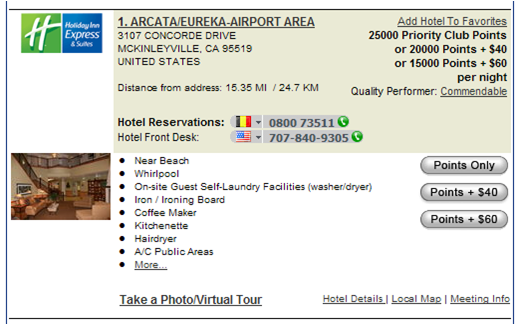 Holiday Inn
Express
& Suites
1. ARCATA/EUREKA-AIRPORT AREA
3107 CONCORDE DRIVE
MCKINLEYVILLE, CA 95519
UNITED STATES
Distance from address: 15.35 MI / 24.7 KM
Add Hotel To Favorites
25000 Priority Club Points
or 20000 Points + $40
or 15000 Points + $60
per night
Quality Performer: Commendable
Hotel Reservations: 0800 73511
Hotel Front Desk: 707-840-9305
Near Beach
Whirlpool
On-site Guest Self-Laundry Facilities (washer/dryer)
Iron / Ironing Board
Coffee Maker
Kitchenette
Hairdryer
A/C Public Areas
More...
Points Only
Points + $40
Points + $60
Take a Photo/Virtual Tour
Hotel Details | Local Map | Meeting Info